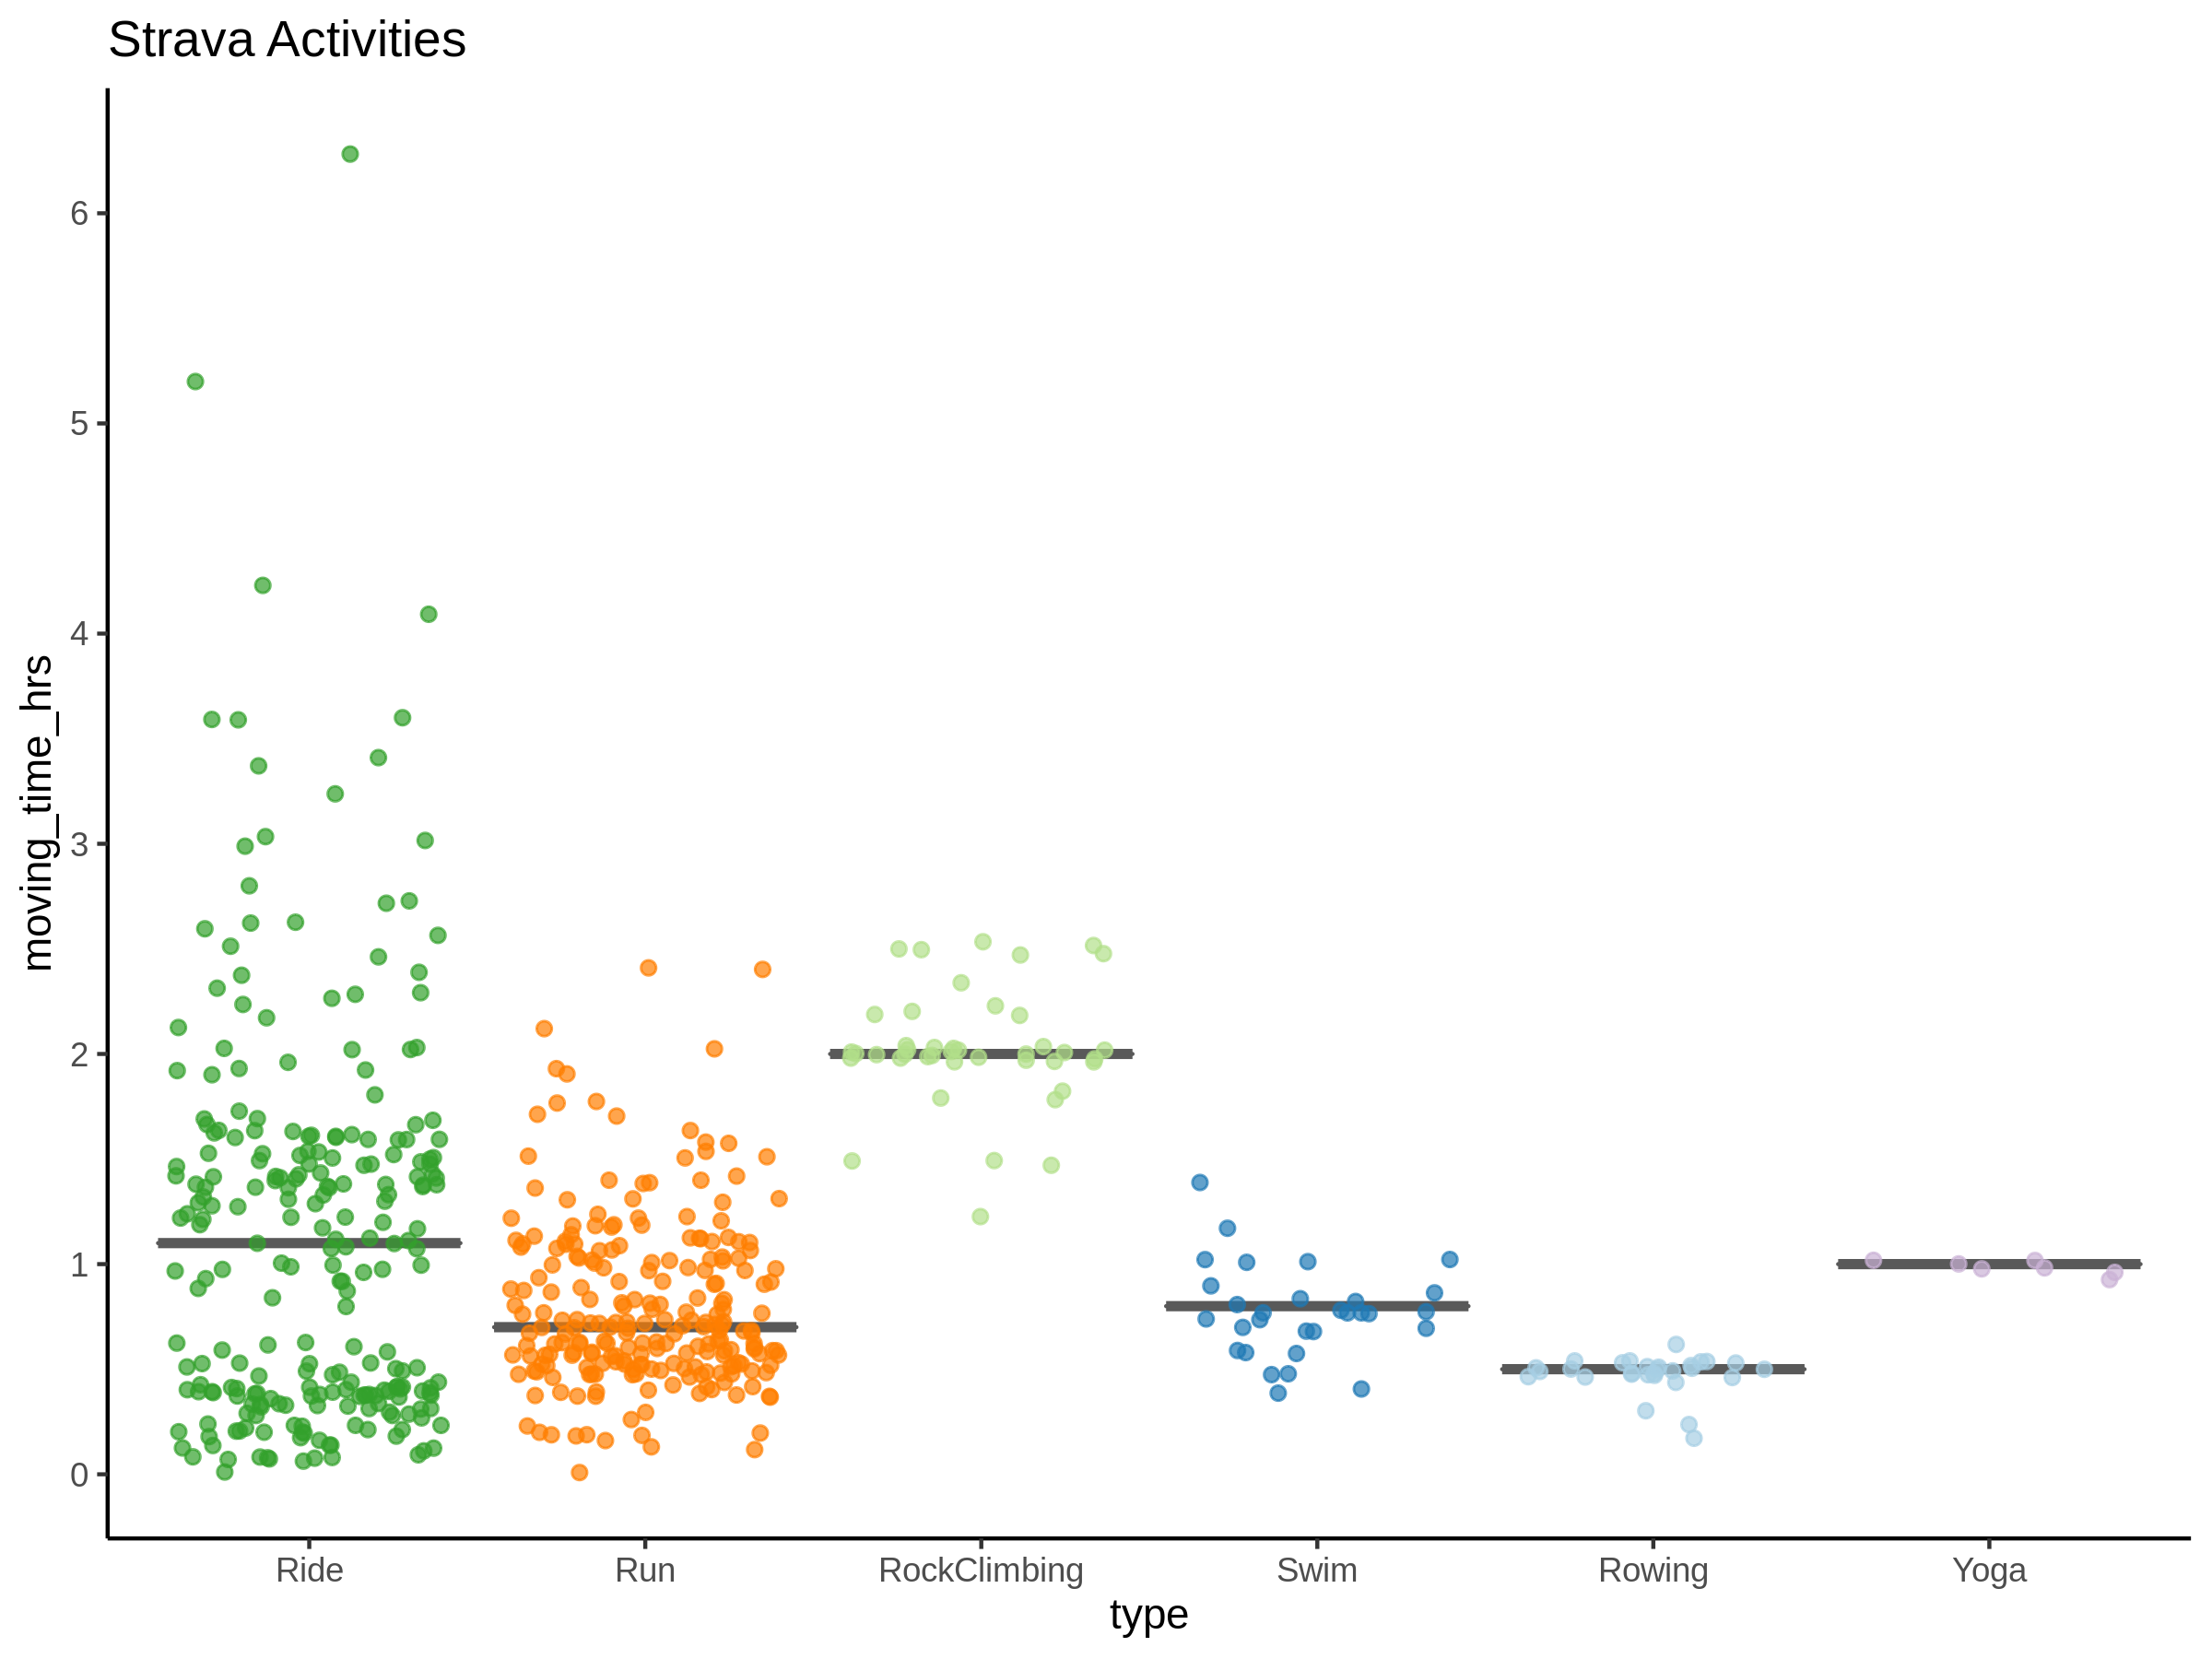 Strava Activities
moving_time_hrs
6
5
4
3
2
1
0
Ride Run RockClimbing Swim Rowing Yoga
type